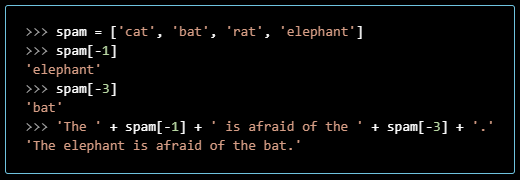 >>> spam = ['cat', 'bat', 'rat', 'elephant']
>>> spam[-1]
'elephant'
>>> spam[-3]
'bat'
>>> 'The ' + spam[-1] + ' is afraid of the ' + spam[-3] + '.'
'The elephant is afraid of the bat.'